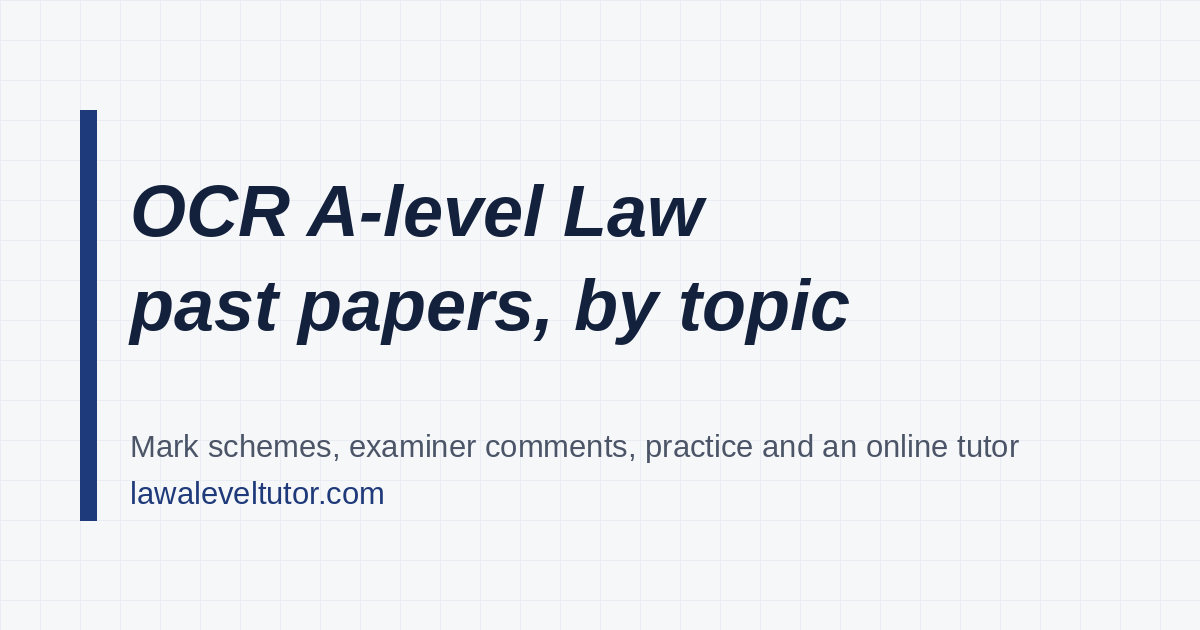 OCR A-level Law
past papers, by topic
Mark schemes, examiner comments, practice and an online tutor
lawaleveltutor.com